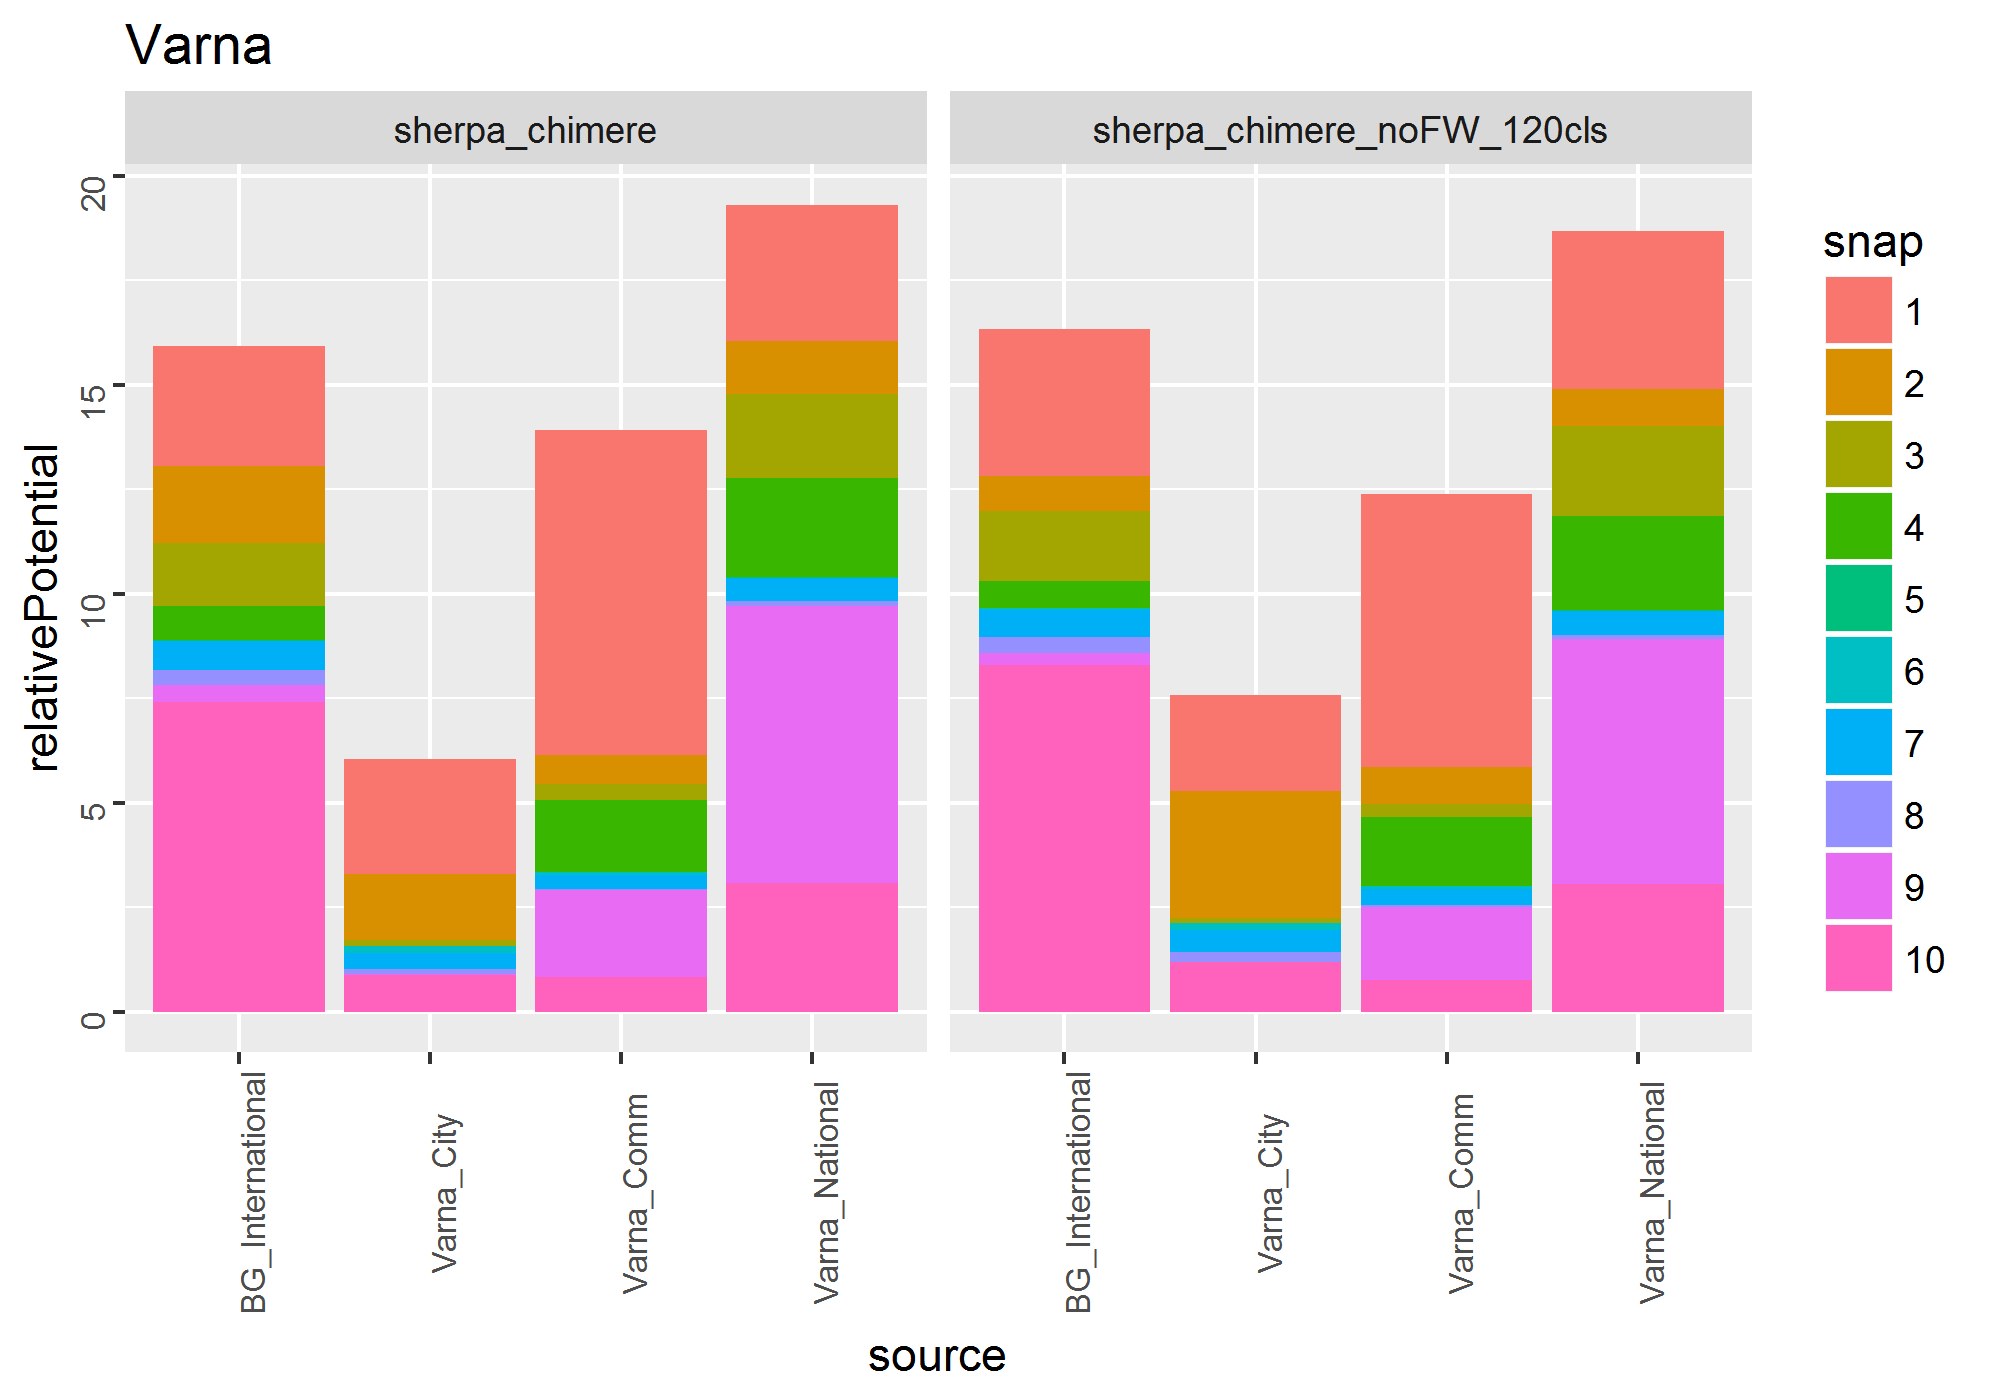 Varna
sherpa_chimere
sherpa_chimere_noFW_120cls
relativePotential
20
15
10
5
0
BG_International
Varna_City
Varna_Comm
Varna_National
BG_International
Varna_City
Varna_Comm
Varna_National
source
snap
1
2
3
4
5
6
7
8
9
10